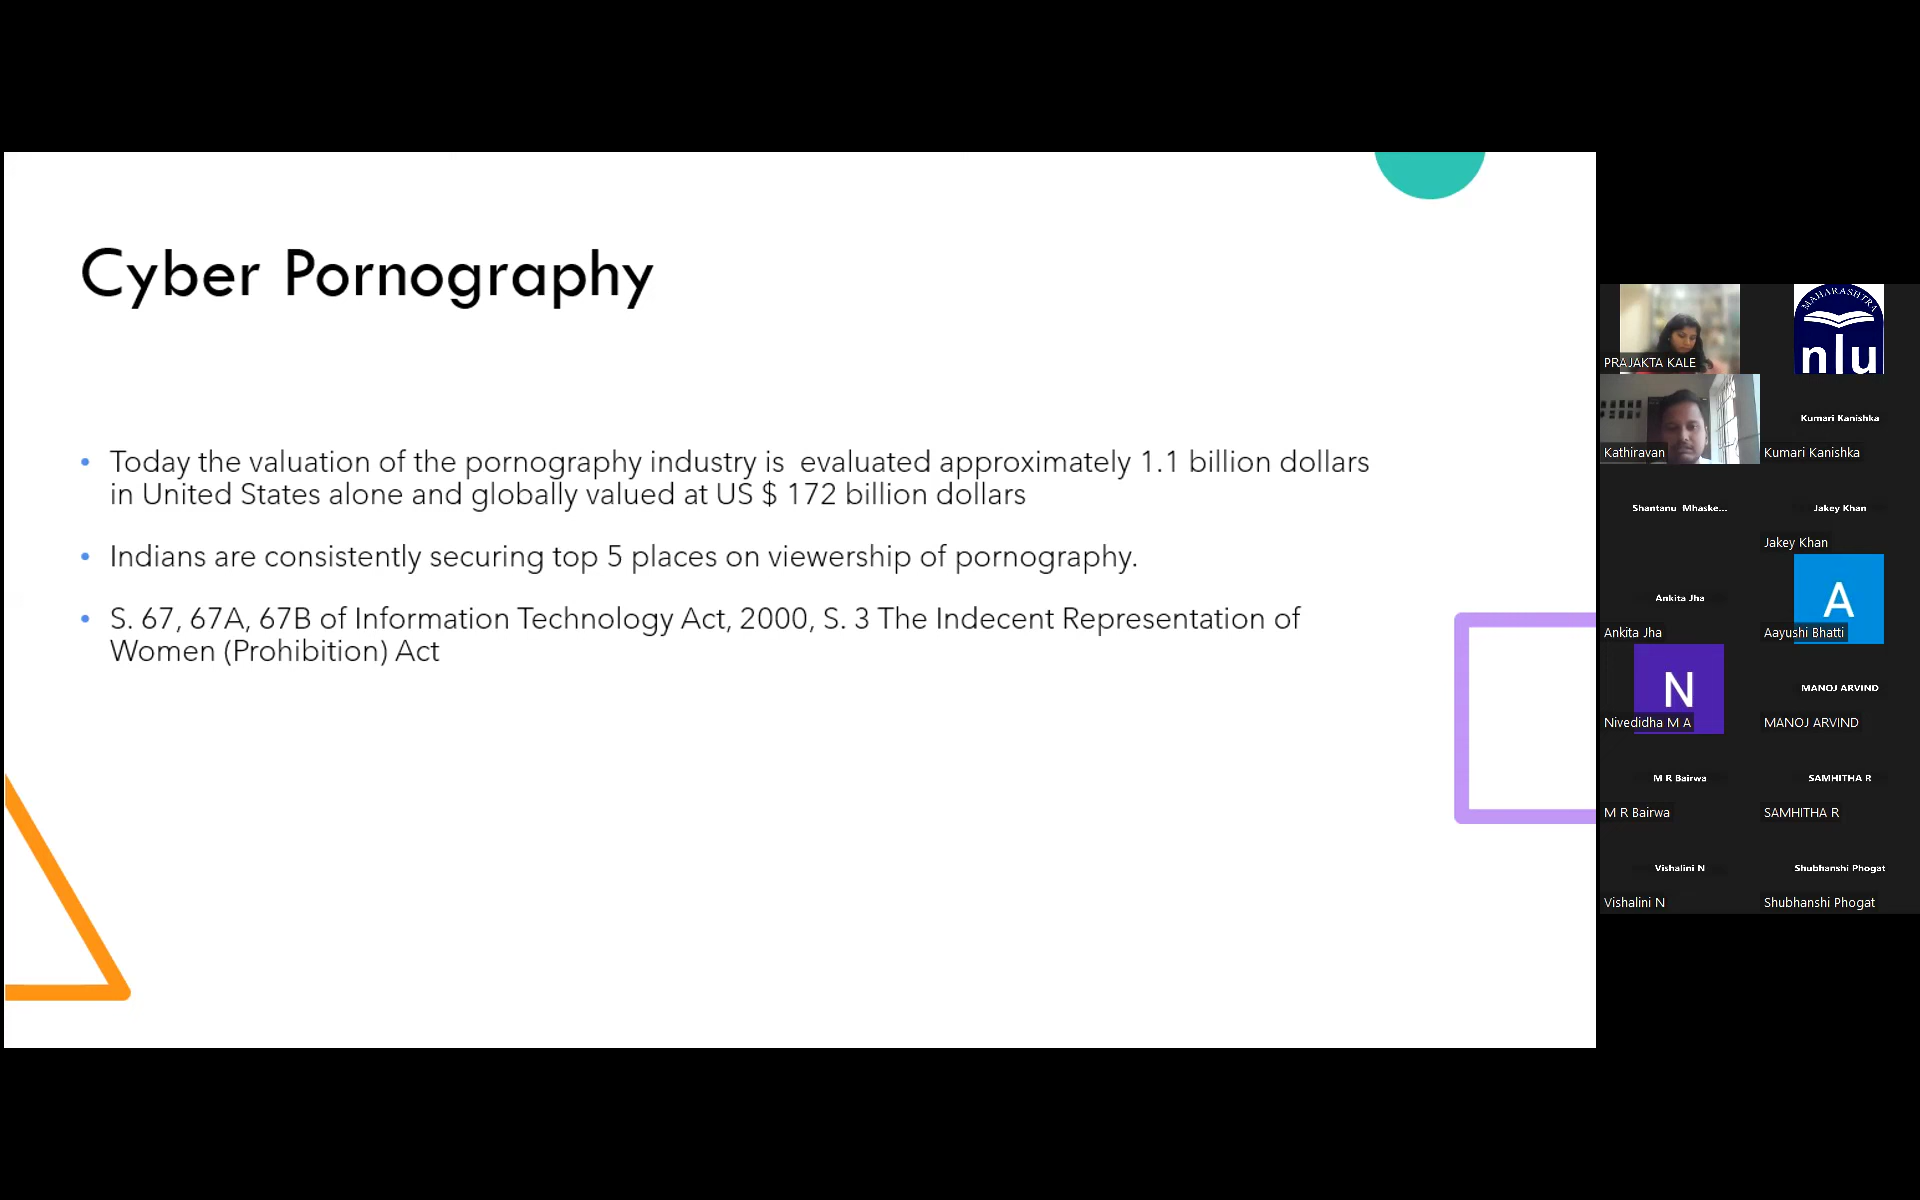 Cyber Pornography
• Today the valuation of the pornography industry is  evaluated approximately 1.1 billion dollars
in United States alone and globally valued at US $ 172 billion dollars
• Indians are consistently securing top 5 places on viewership of pornography.
• S. 67, 67A, 67B of Information Technology Act, 2000, S. 3 The Indecent Representation of
Women (Prohibition) Act
PRAJAKTA KALE
MAHARASHTRA
nlu
Kathiravan
Kumari Kanishka
Kumari Kanishka
Shantanu Mhaske...
Jakey Khan
Jakey Khan
Ankita Jha
Ankita Jha
A
Aayushi Bhatti
N
Nivedidha M A
MANOJ ARVIND
MANOJ ARVIND
M R Bairwa
M R Bairwa
SAMHITHA R
SAMHITHA R
Vishalini N
Vishalini N
Shubhanshi Phogat
Shubhanshi Phogat